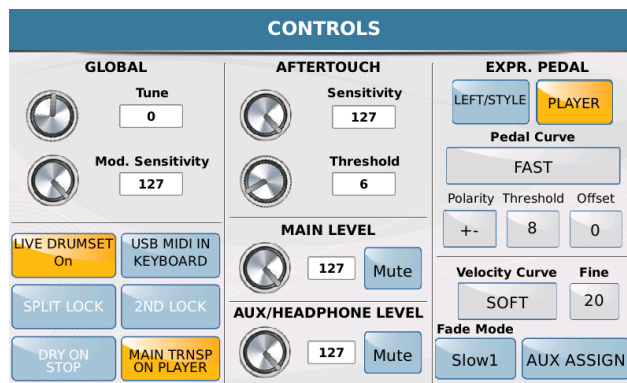 CONTROLS
GLOBAL
Tune
0
Mod. Sensitivity
127
LIVE DRUMSET
On
USB MIDI IN
KEYBOARD
SPLIT LOCK
2ND LOCK
DRY ON
STOP
MAIN TRNSP
ON PLAYER
AFTERTOUCH
Sensitivity
127
Threshold
6
MAIN LEVEL
127
Mute
AUX/HEADPHONE LEVEL
127
Mute
EXPR. PEDAL
LEFT/STYLE
PLAYER
Pedal Curve
FAST
Polarity Threshold Offset
+- 8 0
Velocity Curve Fine
SOFT 20
Fade Mode
Slow1
AUX ASSIGN